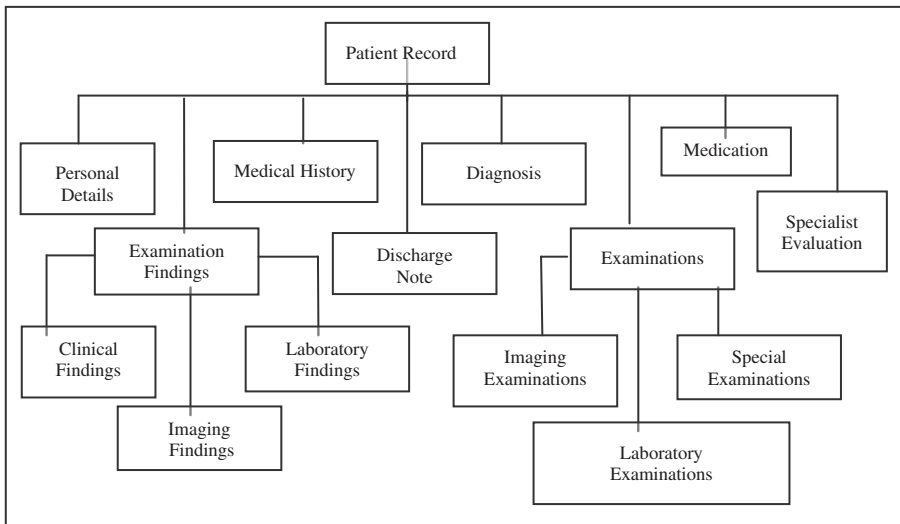 Patient Record
Personal
Details
Medical History
Diagnosis
Medication
Specialist
Evaluation
Examination
Findings
Discharge
Note
Examinations
Clinical
Findings
Imaging
Findings
Laboratory
Findings
Imaging
Examinations
Laboratory
Examinations
Special
Examinations